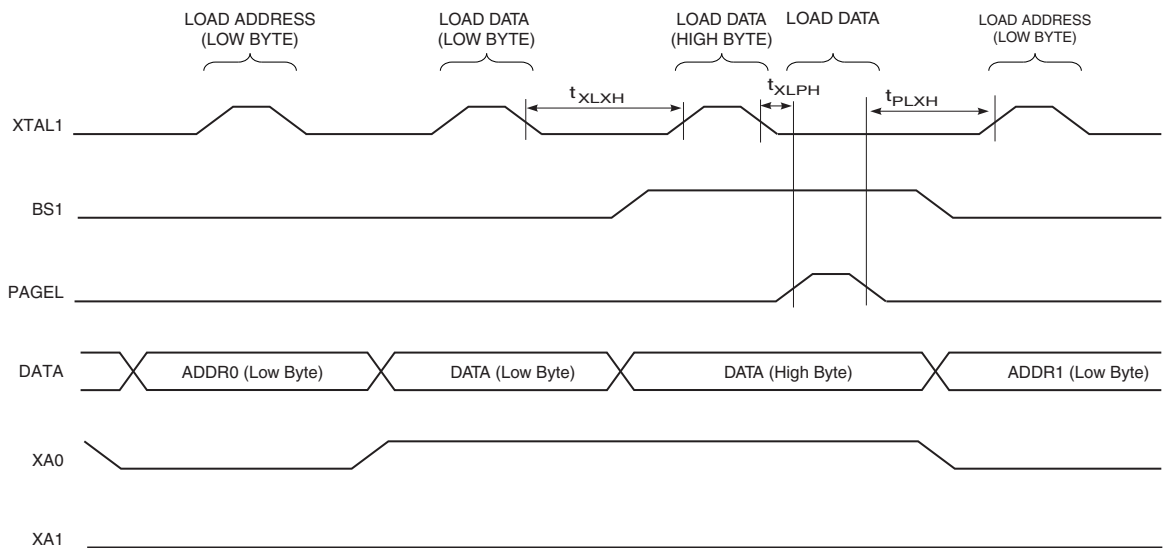 LOAD ADDRESS
(LOW BYTE)
LOAD DATA
(LOW BYTE)
LOAD DATA
(HIGH BYTE)
LOAD DATA
LOAD ADDRESS
(LOW BYTE)
tXLXH
tXLPH
tPLXH
XTAL1
BS1
PAGEL
DATA
ADDR0 (Low Byte)
DATA (Low Byte)
DATA (High Byte)
ADDR1 (Low Byte)
XA0
XA1